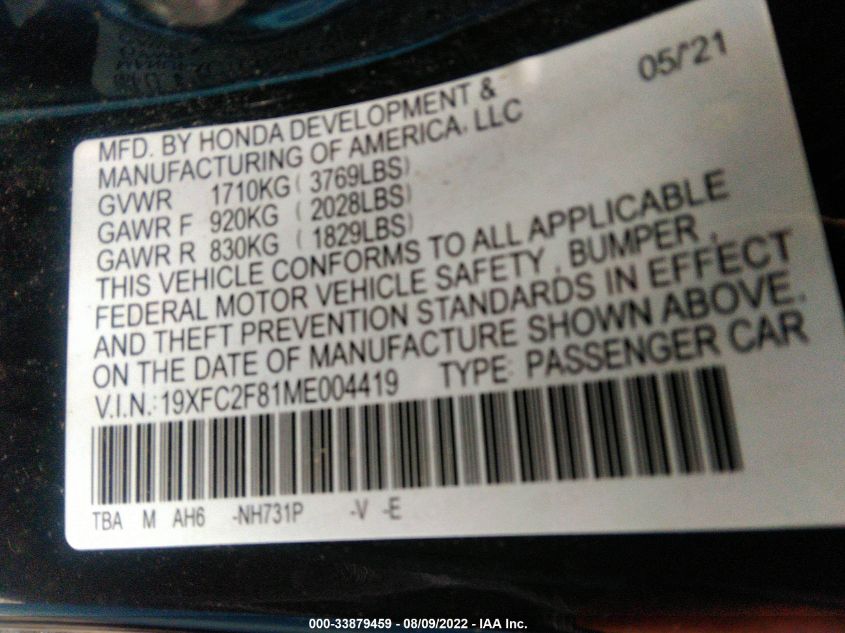 05/'21
MFD. BY HONDA DEVELOPMENT &
MANUFACTURING OF AMERICA, LLC
GVWR 1710KG ( 3769LBS)
GAWR F 920KG ( 2028LBS)
GAWR R 830KG ( 1829LBS)
THIS VEHICLE CONFORMS TO ALL APPLICABLE
FEDERAL MOTOR VEHICLE SAFETY, BUMPER,
AND THEFT PREVENTION STANDARDS IN EFFECT
ON THE DATE OF MANUFACTURE SHOWN ABOVE.
V.I.N.: 19XFC2F81ME004419 TYPE: PASSENGER CAR
TBA M AH6 -NH731P -V -E
000-33879459 - 08/09/2022 - IAA Inc.